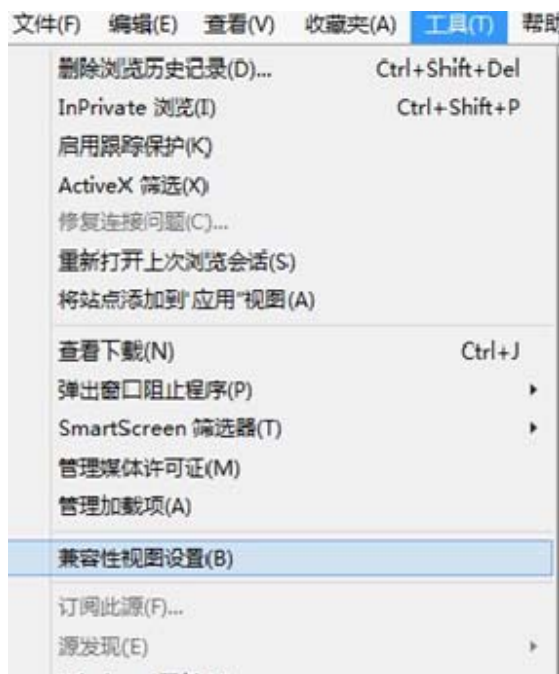 文件(F) 编辑(E) 查看(V) 收藏夹(A) 工具(T) 帮助
删除浏览历史记录(D)... Ctrl+Shift+Del
InPrivate 浏览(I) Ctrl+Shift+P
启用跟踪保护(K)
ActiveX 筛选(X)
修复连接问题(C)...
重新打开上次浏览会话(S)
将站点添加到"应用"视图(A)
查看下载(N) Ctrl+J
弹出窗口阻止程序(P)
SmartScreen 筛选器(T)
管理媒体许可证(M)
管理加载项(A)
兼容性视图设置(B)
订阅此源(F)...
源发现(E)